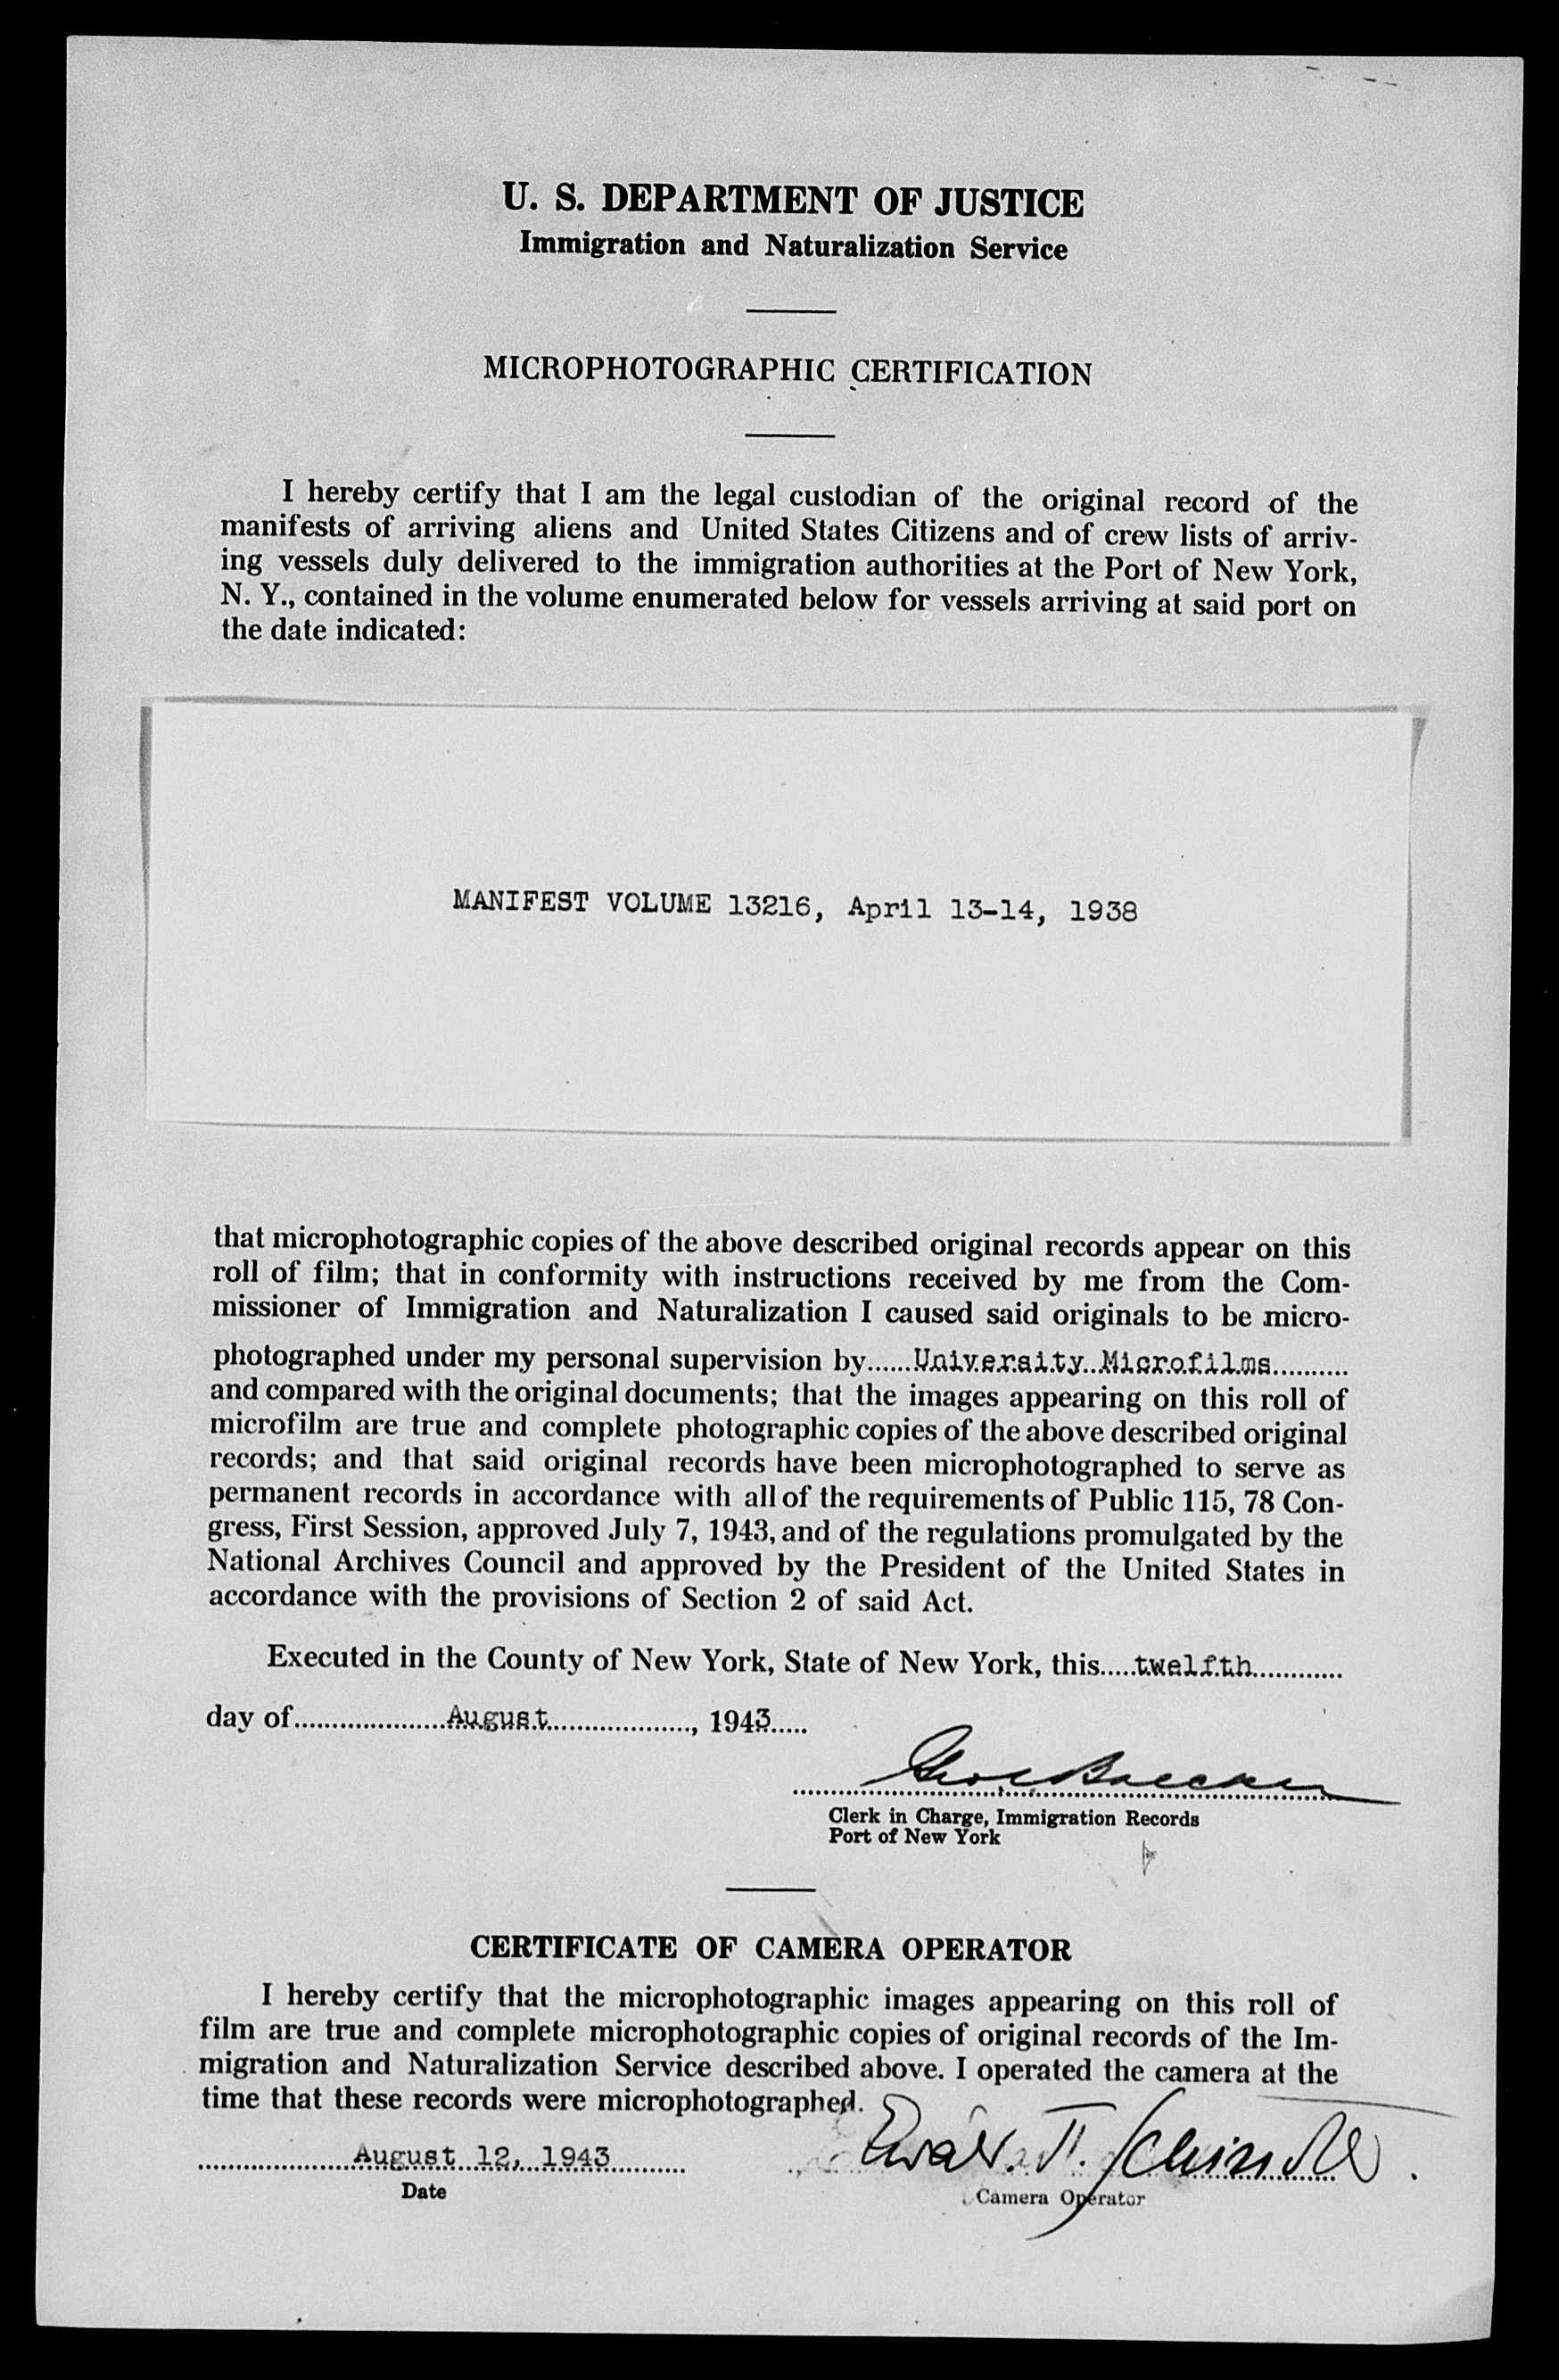 U. S. DEPARTMENT OF JUSTICE
Immigration and Naturalization Service
MICROPHOTOGRAPHIC CERTIFICATION
I hereby certify that I am the legal custodian of the original record of the
manifests of arriving aliens and United States Citizens and of crew lists of arriv-
ing vessels duly delivered to the immigration authorities at the Port of New York,
N. Y., contained in the volume enumerated below for vessels arriving at said port on
the date indicated:
MANIFEST VOLUME 13216, April 13-14, 1938
that microphotographic copies of the above described original records appear on this
roll of film; that in conformity with instructions received by me from the Com-
missioner of Immigration and Naturalization I caused said originals to be micro-
photographed under my personal supervision by......University Microfilms..........
and compared with the original documents; that the images appearing on this roll of
microfilm are true and complete photographic copies of the above described original
records; and that said original records have been microphotographed to serve as
permanent records in accordance with all of the requirements of Public 115, 78 Con-
gress, First Session, approved July 7, 1943, and of the regulations promulgated by the
National Archives Council and approved by the President of the United States in
accordance with the provisions of Section 2 of said Act.
Executed in the County of New York, State of New York, this.....twelfth............
day of.....................August...................., 1943.....
Clerk in Charge, Immigration Records
Port of New York
CERTIFICATE OF CAMERA OPERATOR
I hereby certify that the microphotographic images appearing on this roll of
film are true and complete microphotographic copies of original records of the Im-
migration and Naturalization Service described above. I operated the camera at the
time that these records were microphotographed.
August 12, 1943
Date
Camera Operator